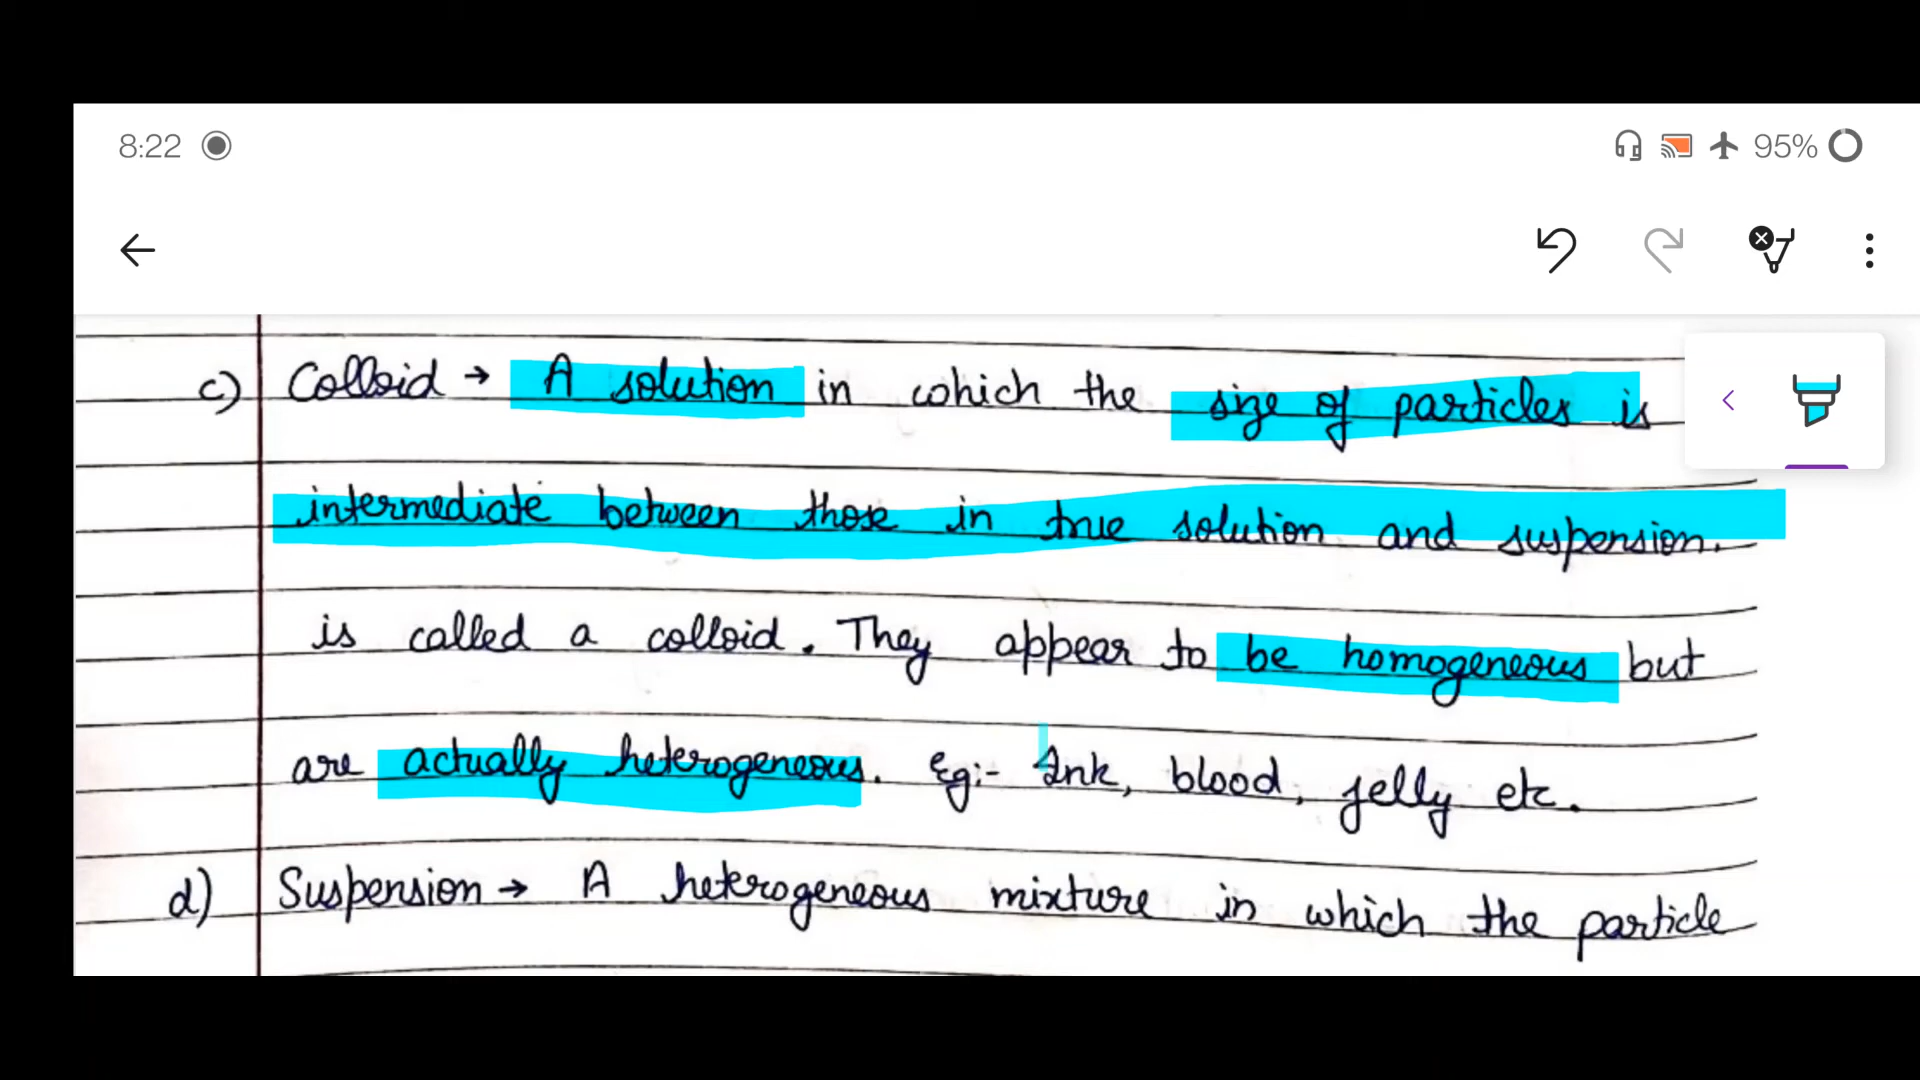 8:22 95%
c) Colloid → A solution in which the size of particles is
intermediate between those in true solution and suspension.
is called a colloid. They appear to be homogeneous but
are actually heterogeneous. Eg:- Ink, blood, jelly etc.
d) Suspension → A heterogeneous mixture in which the particle